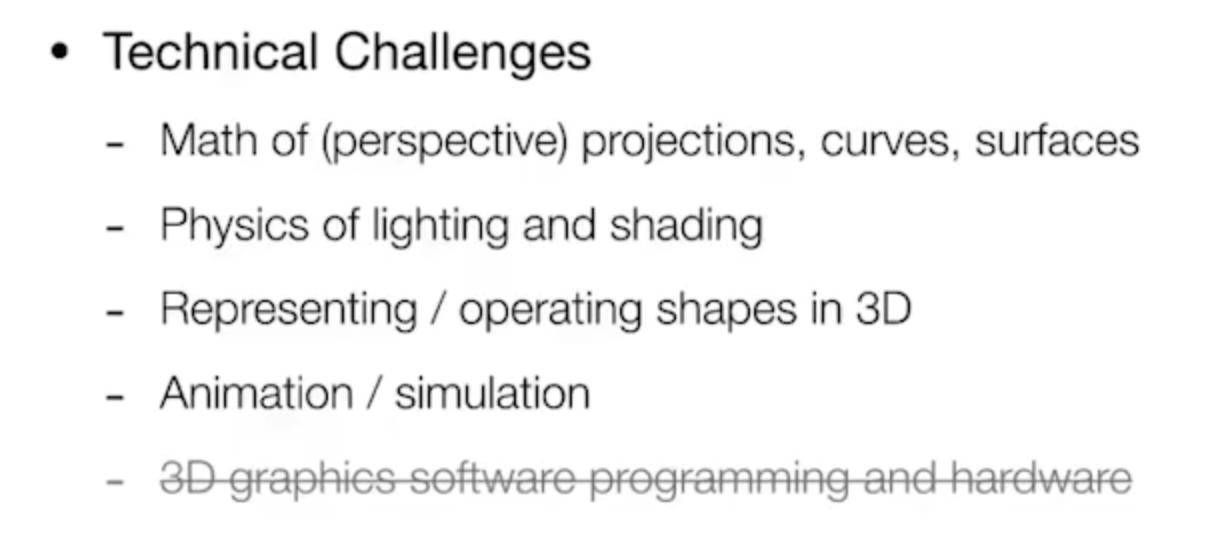 • Technical Challenges
- Math of (perspective) projections, curves, surfaces
- Physics of lighting and shading
- Representing / operating shapes in 3D
- Animation / simulation
- 3D graphics software programming and hardware